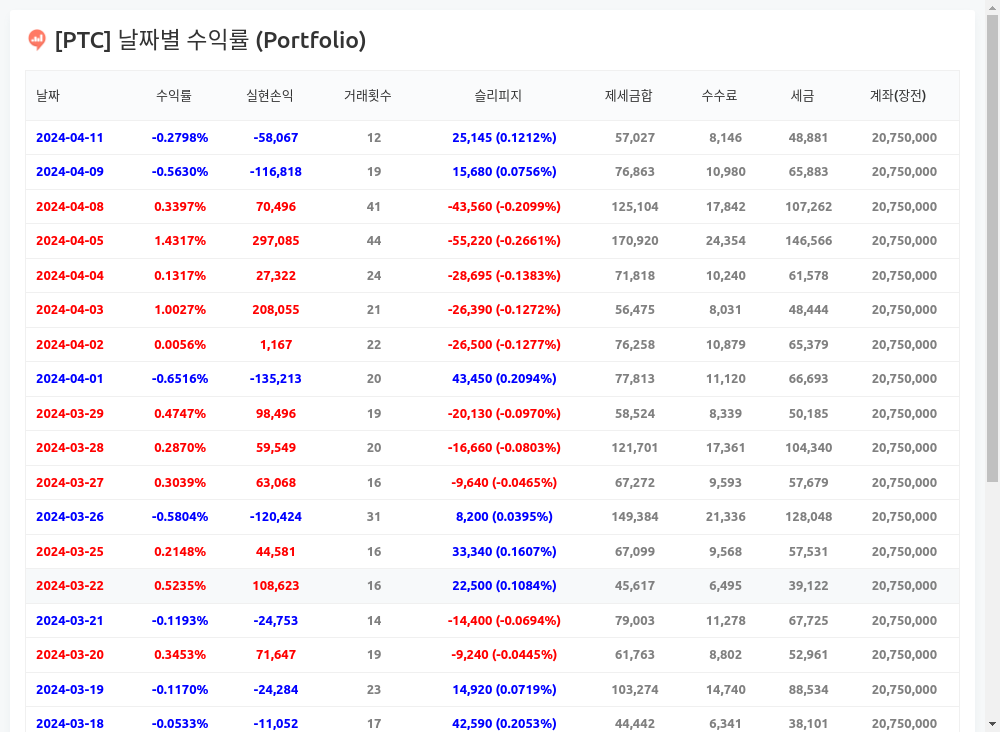 [PTC] 날짜별 수익률 (Portfolio)
날짜 수익률 실현손익 거래횟수 슬리피지 제세금합 수수료 세금 계좌(장전)
2024-04-11 -0.2798% -58,067 12 25,145 (0.1212%) 57,027 8,146 48,881 20,750,000
2024-04-09 -0.5630% -116,818 19 15,680 (0.0756%) 76,863 10,980 65,883 20,750,000
2024-04-08 0.3397% 70,496 41 -43,560 (-0.2099%) 125,104 17,842 107,262 20,750,000
2024-04-05 1.4317% 297,085 44 -55,220 (-0.2661%) 170,920 24,354 146,566 20,750,000
2024-04-04 0.1317% 27,322 24 -28,695 (-0.1383%) 71,818 10,240 61,578 20,750,000
2024-04-03 1.0027% 208,055 21 -26,390 (-0.1272%) 56,475 8,031 48,444 20,750,000
2024-04-02 0.0056% 1,167 22 -26,500 (-0.1277%) 76,258 10,879 65,379 20,750,000
2024-04-01 -0.6516% -135,213 20 43,450 (0.2094%) 77,813 11,120 66,693 20,750,000
2024-03-29 0.4747% 98,496 19 -20,130 (-0.0970%) 58,524 8,339 50,185 20,750,000
2024-03-28 0.2870% 59,549 20 -16,660 (-0.0803%) 121,701 17,361 104,340 20,750,000
2024-03-27 0.3039% 63,068 16 -9,640 (-0.0465%) 67,272 9,593 57,679 20,750,000
2024-03-26 -0.5804% -120,424 31 8,200 (0.0395%) 149,384 21,336 128,048 20,750,000
2024-03-25 0.2148% 44,581 16 33,340 (0.1607%) 67,099 9,568 57,531 20,750,000
2024-03-22 0.5235% 108,623 16 22,500 (0.1084%) 45,617 6,495 39,122 20,750,000
2024-03-21 -0.1193% -24,753 14 -14,400 (-0.0694%) 79,003 11,278 67,725 20,750,000
2024-03-20 0.3453% 71,647 19 -9,240 (-0.0445%) 61,763 8,802 52,961 20,750,000
2024-03-19 -0.1170% -24,284 23 14,920 (0.0719%) 103,274 14,740 88,534 20,750,000
2024-03-18 -0.0533% -11,052 17 42,590 (0.2053%) 44,442 6,341 38,101 20,750,000